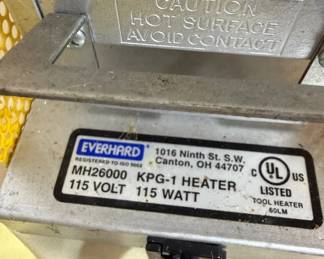 CAUTION
HOT SURFACE
AVOID CONTACT
EVERHARD
REGISTERED TO ISO 9002
1016 Ninth St. S.W.
Canton, OH 44707
MH26000 KPG-1 HEATER
115 VOLT 115 WATT
C UL US
LISTED
TOOL HEATER
60LM